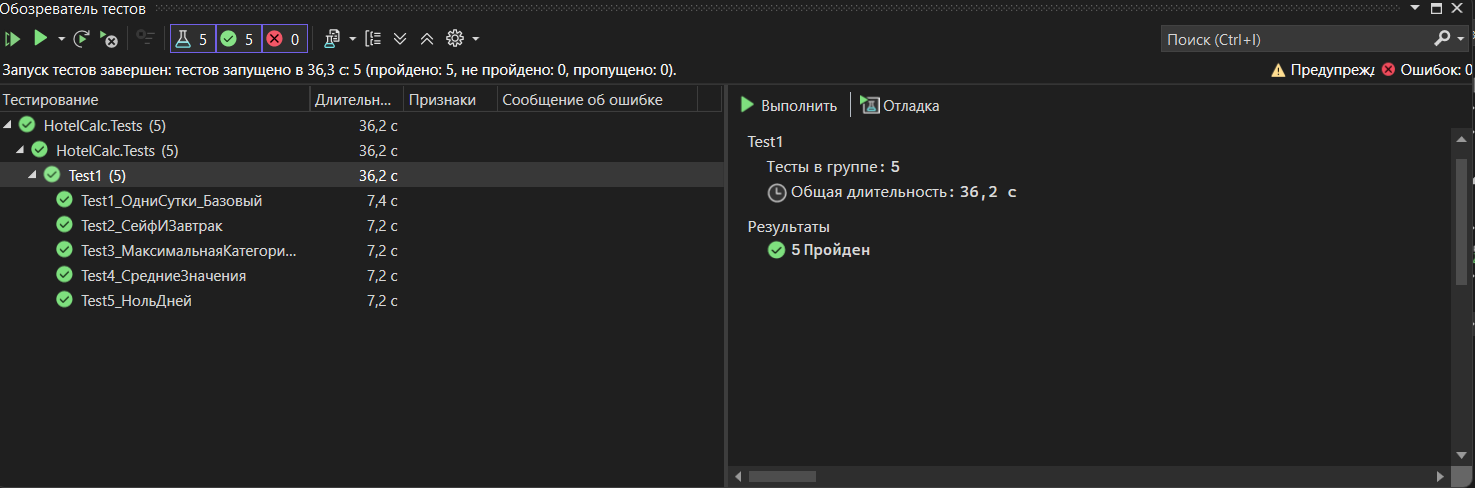 Обозреватель тестов
5 5 0
Поиск (Ctrl+I)
Запуск тестов завершен: тестов запущено в 36,3 с: 5 (пройдено: 5, не пройдено: 0, пропущено: 0).
Предупрежд Ошибок: 0
Тестирование Длительн... Признаки Сообщение об ошибке
HotelCalc.Tests (5) 36,2 с
HotelCalc.Tests (5) 36,2 с
Test1 (5) 36,2 с
Test1_ОдниСутки_Базовый 7,4 с
Test2_СейфИЗавтрак 7,2 с
Test3_МаксимальнаяКатегори... 7,2 с
Test4_СредниеЗначения 7,2 с
Test5_НольДней 7,2 с
Выполнить Отладка
Test1
Тесты в группе: 5
Общая длительность: 36,2 с
Результаты
5 Пройден